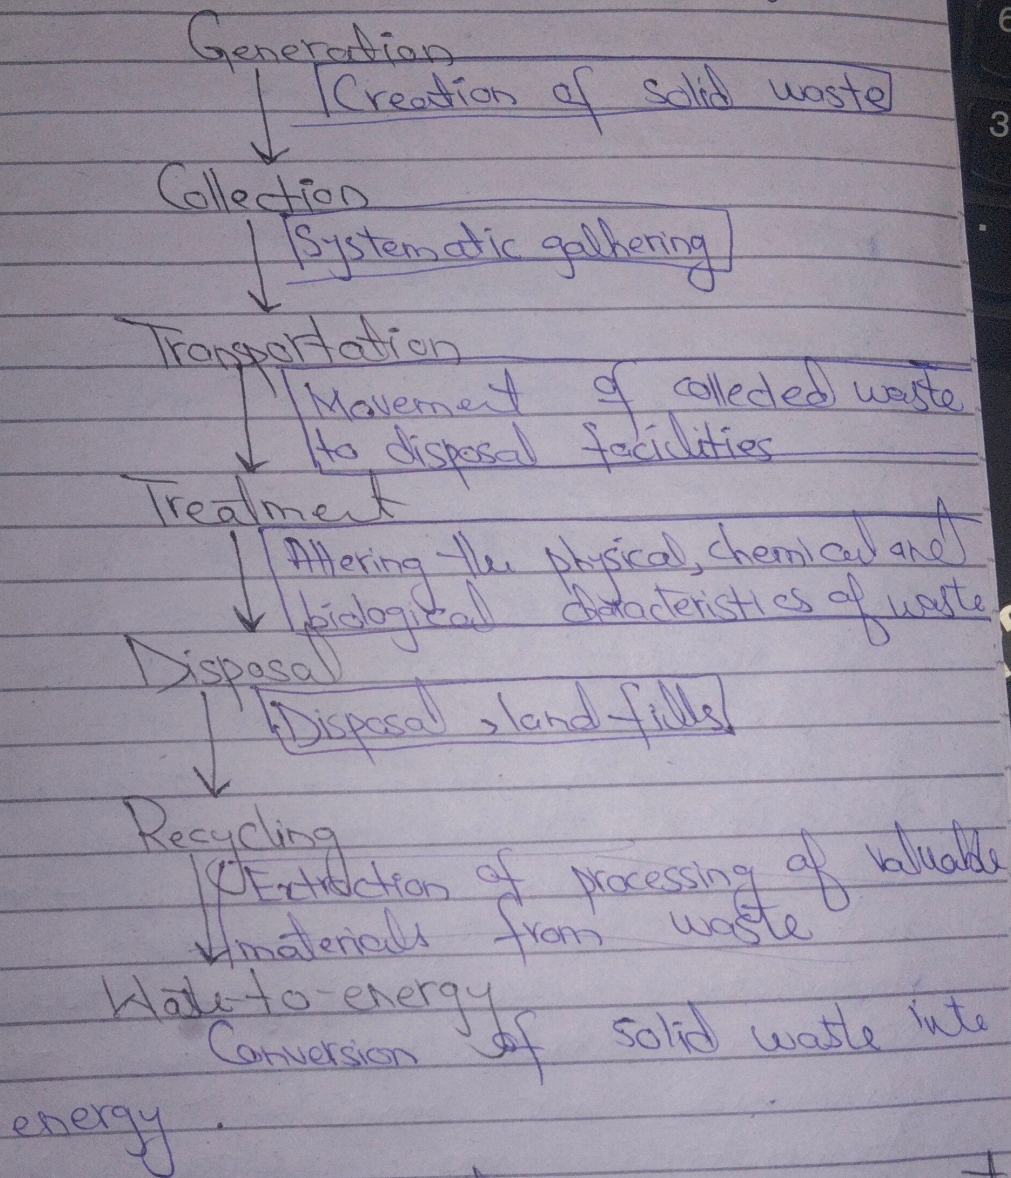 Generation
Creation of solid waste
Collection
Systematic gathering
Transportation
Movement of collected waste
to disposal facilities
Treatment
Altering the physical, chemical and
biological characteristics of waste
Disposal
Disposal, land fills
Recycling
Extraction of processing of valuable
materials from waste
Waste-to-energy
Conversion of solid waste into
energy.
6
3